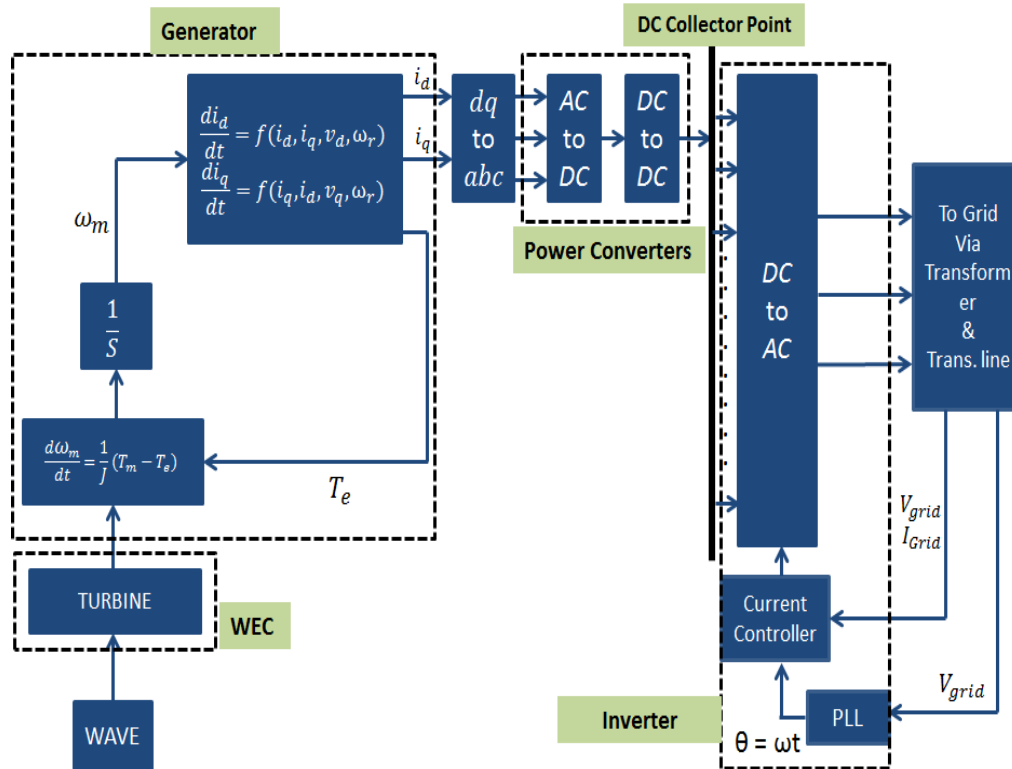 Generator
DC Collector Point
i_d
i_q
di_d/dt = f(i_d, i_q, v_d, ω_r)
di_q/dt = f(i_q, i_d, v_q, ω_r)
dq
to
abc
AC
to
DC
DC
to
DC
Power Converters
ω_m
1/S
dω_m/dt = 1/J (T_m − T_e)
T_e
TURBINE
WEC
WAVE
DC
to
AC
To Grid
Via
Transform
er
&
Trans. line
V_grid
I_Grid
Current
Controller
V_grid
PLL
Inverter
θ = ωt